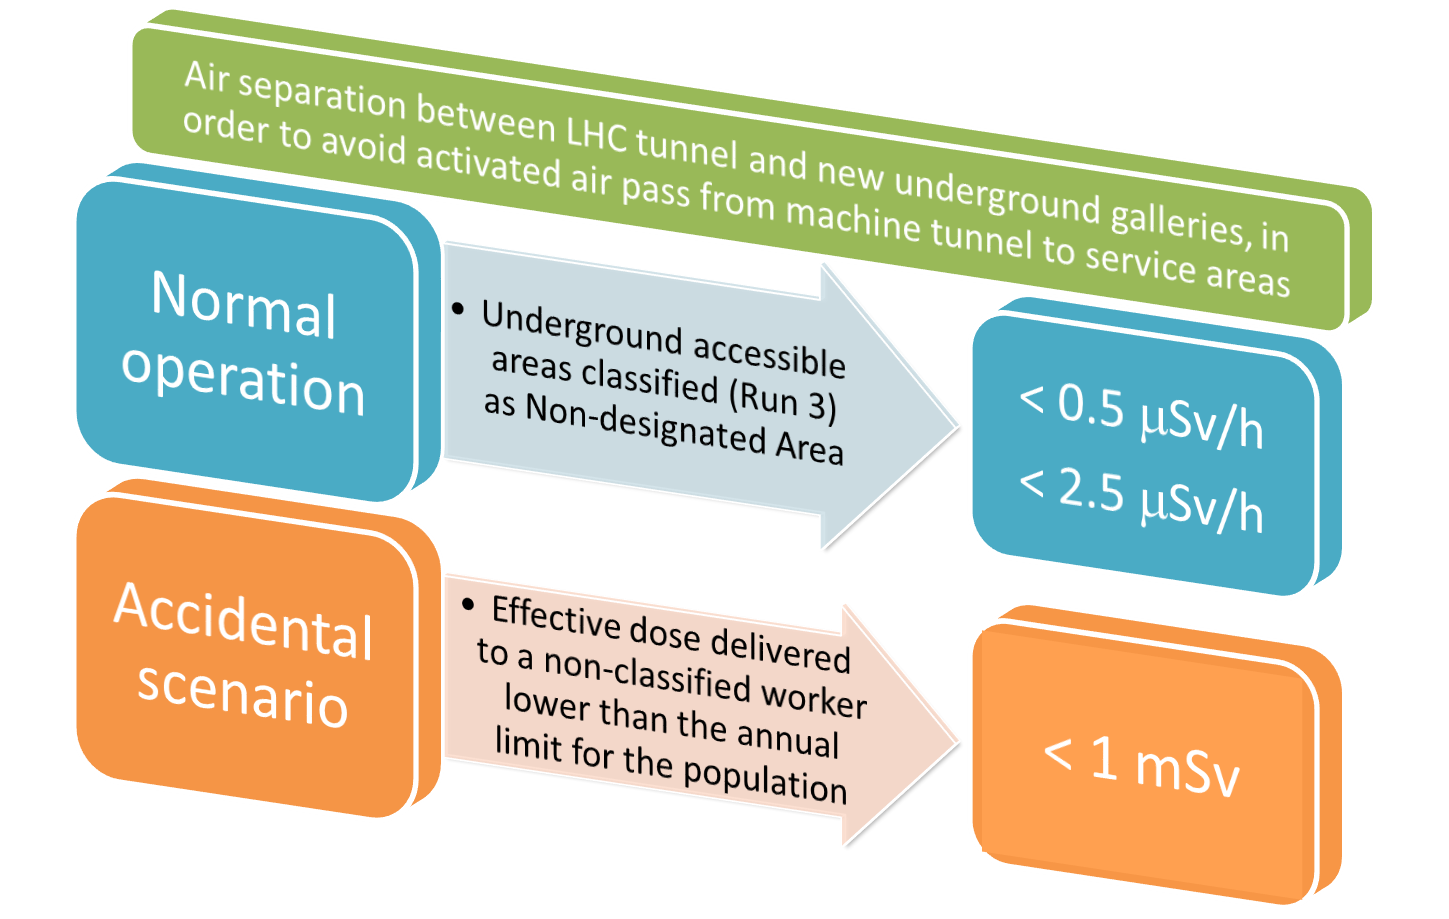 Air separation between LHC tunnel and new underground galleries, in
order to avoid activated air pass from machine tunnel to service areas
Normal
operation
• Underground accessible
areas classified (Run 3)
as Non-designated Area
< 0.5 μSv/h
< 2.5 μSv/h
Accidental
scenario
• Effective dose delivered
to a non-classified worker
lower than the annual
limit for the population
< 1 mSv